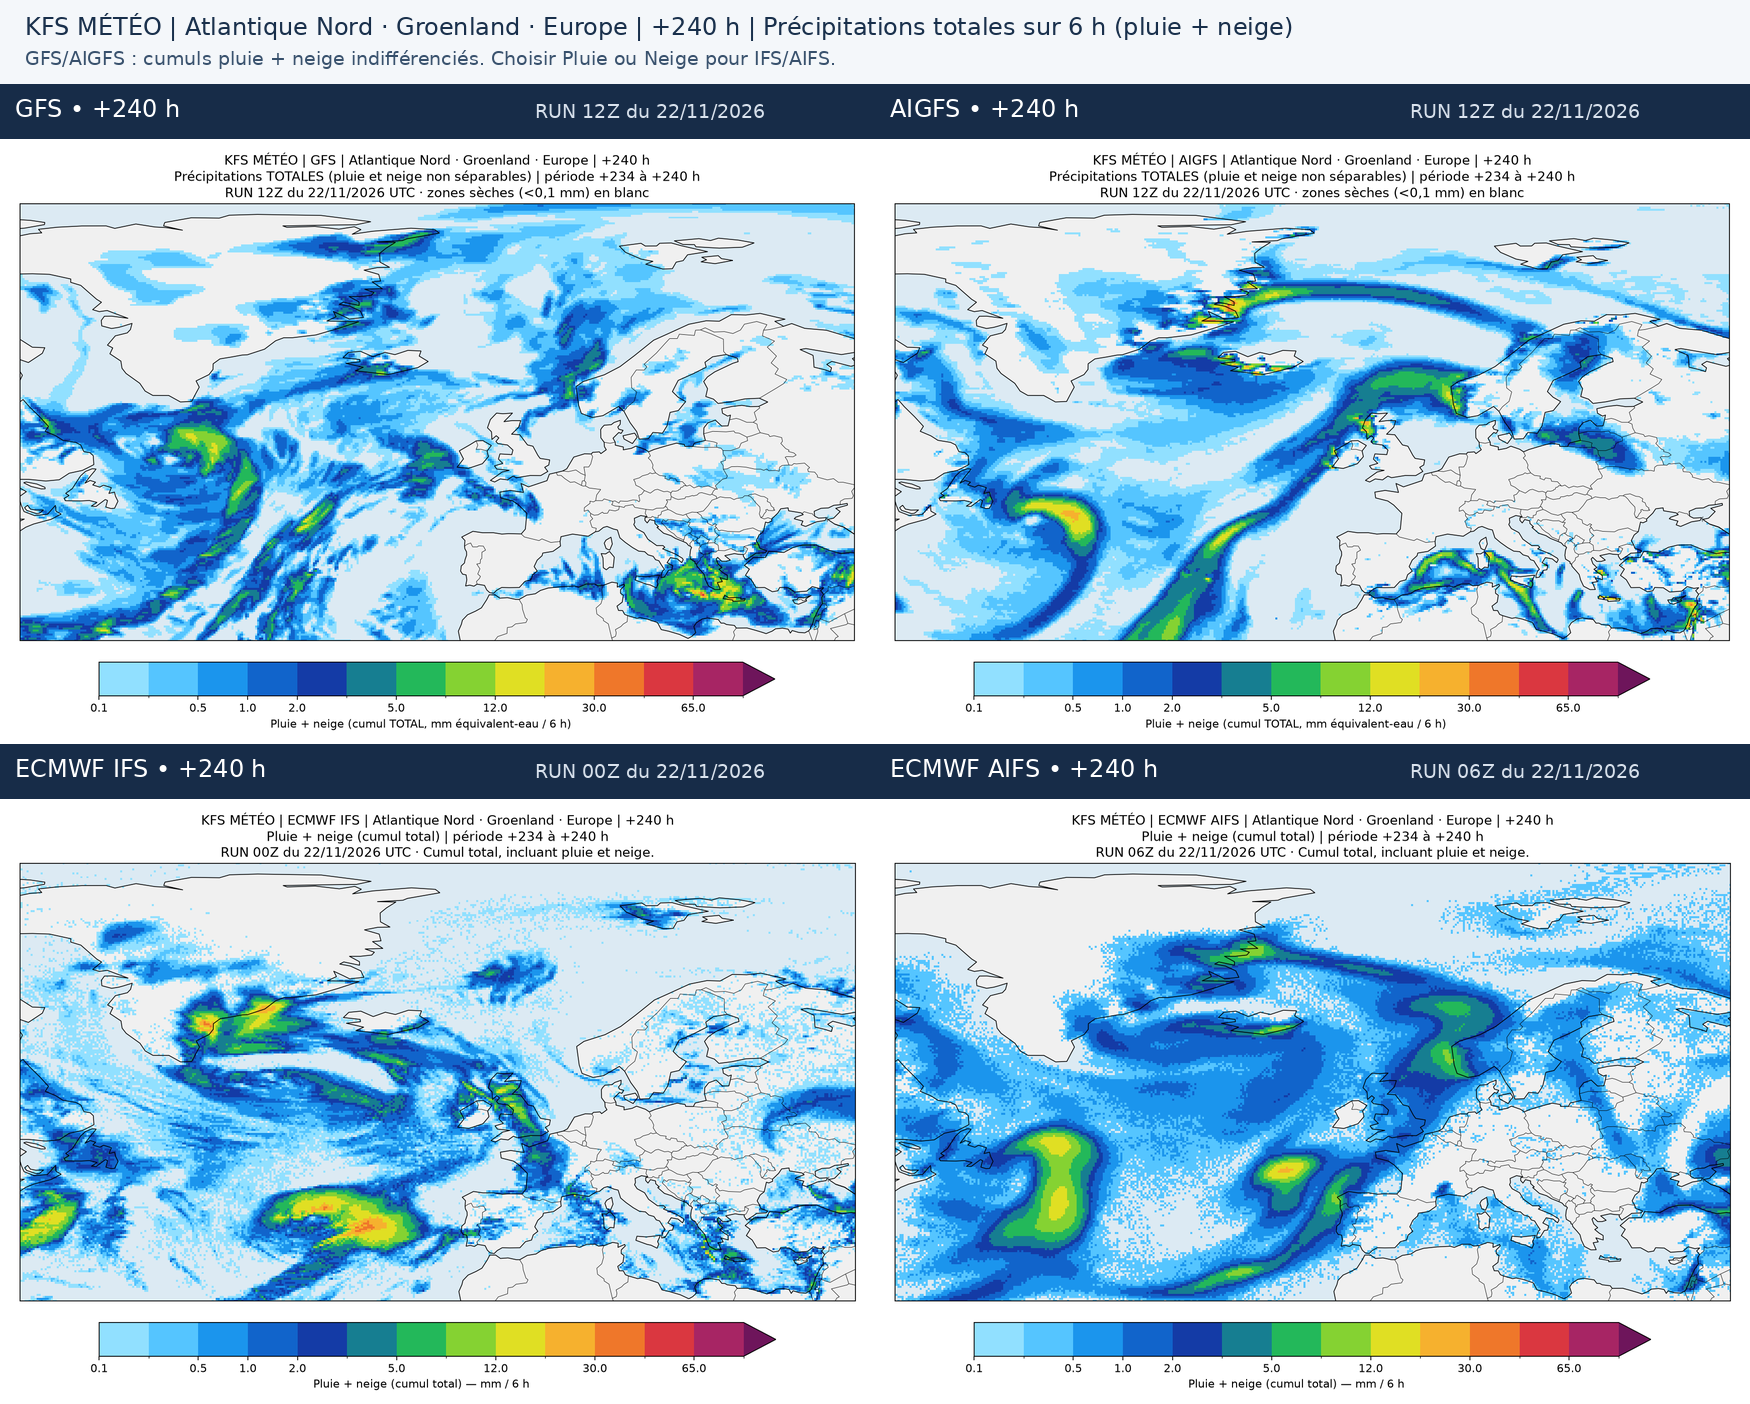 KFS MÉTÉO | Atlantique Nord · Groenland · Europe | +240 h | Précipitations totales sur 6 h (pluie + neige)
GFS/AIGFS : cumuls pluie + neige indifférenciés. Choisir Pluie ou Neige pour IFS/AIFS.
GFS • +240 h
RUN 12Z du 22/11/2026
KFS MÉTÉO | GFS | Atlantique Nord · Groenland · Europe | +240 h
Précipitations TOTALES (pluie et neige non séparables) | période +234 à +240 h
RUN 12Z du 22/11/2026 UTC · zones sèches (<0,1 mm) en blanc
0.1 0.5 1.0 2.0 5.0 12.0 30.0 65.0
Pluie + neige (cumul TOTAL, mm équivalent-eau / 6 h)
AIGFS • +240 h
RUN 12Z du 22/11/2026
KFS MÉTÉO | AIGFS | Atlantique Nord · Groenland · Europe | +240 h
Précipitations TOTALES (pluie et neige non séparables) | période +234 à +240 h
RUN 12Z du 22/11/2026 UTC · zones sèches (<0,1 mm) en blanc
0.1 0.5 1.0 2.0 5.0 12.0 30.0 65.0
Pluie + neige (cumul TOTAL, mm équivalent-eau / 6 h)
ECMWF IFS • +240 h
RUN 00Z du 22/11/2026
KFS MÉTÉO | ECMWF IFS | Atlantique Nord · Groenland · Europe | +240 h
Pluie + neige (cumul total) | période +234 à +240 h
RUN 00Z du 22/11/2026 UTC · Cumul total, incluant pluie et neige.
0.1 0.5 1.0 2.0 5.0 12.0 30.0 65.0
Pluie + neige (cumul total) — mm / 6 h
ECMWF AIFS • +240 h
RUN 06Z du 22/11/2026
KFS MÉTÉO | ECMWF AIFS | Atlantique Nord · Groenland · Europe | +240 h
Pluie + neige (cumul total) | période +234 à +240 h
RUN 06Z du 22/11/2026 UTC · Cumul total, incluant pluie et neige.
0.1 0.5 1.0 2.0 5.0 12.0 30.0 65.0
Pluie + neige (cumul total) — mm / 6 h